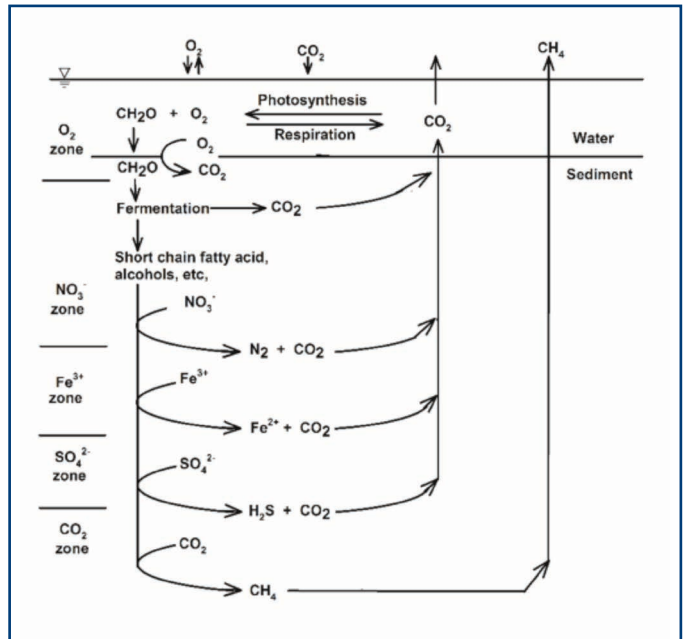 O₂
CO₂
CH₄
Photosynthesis
CH₂O + O₂
CO₂
Respiration
Water
O₂
zone
O₂
CH₂O
CO₂
Sediment
Fermentation
CO₂
Short chain fatty acid,
alcohols, etc,
NO₃⁻
zone
NO₃⁻
N2 + CO₂
Fe³⁺
zone
Fe³⁺
Fe²⁺ + CO₂
SO₄²⁻
zone
SO₄²⁻
H₂S + CO₂
CO₂
zone
CO₂
CH₄